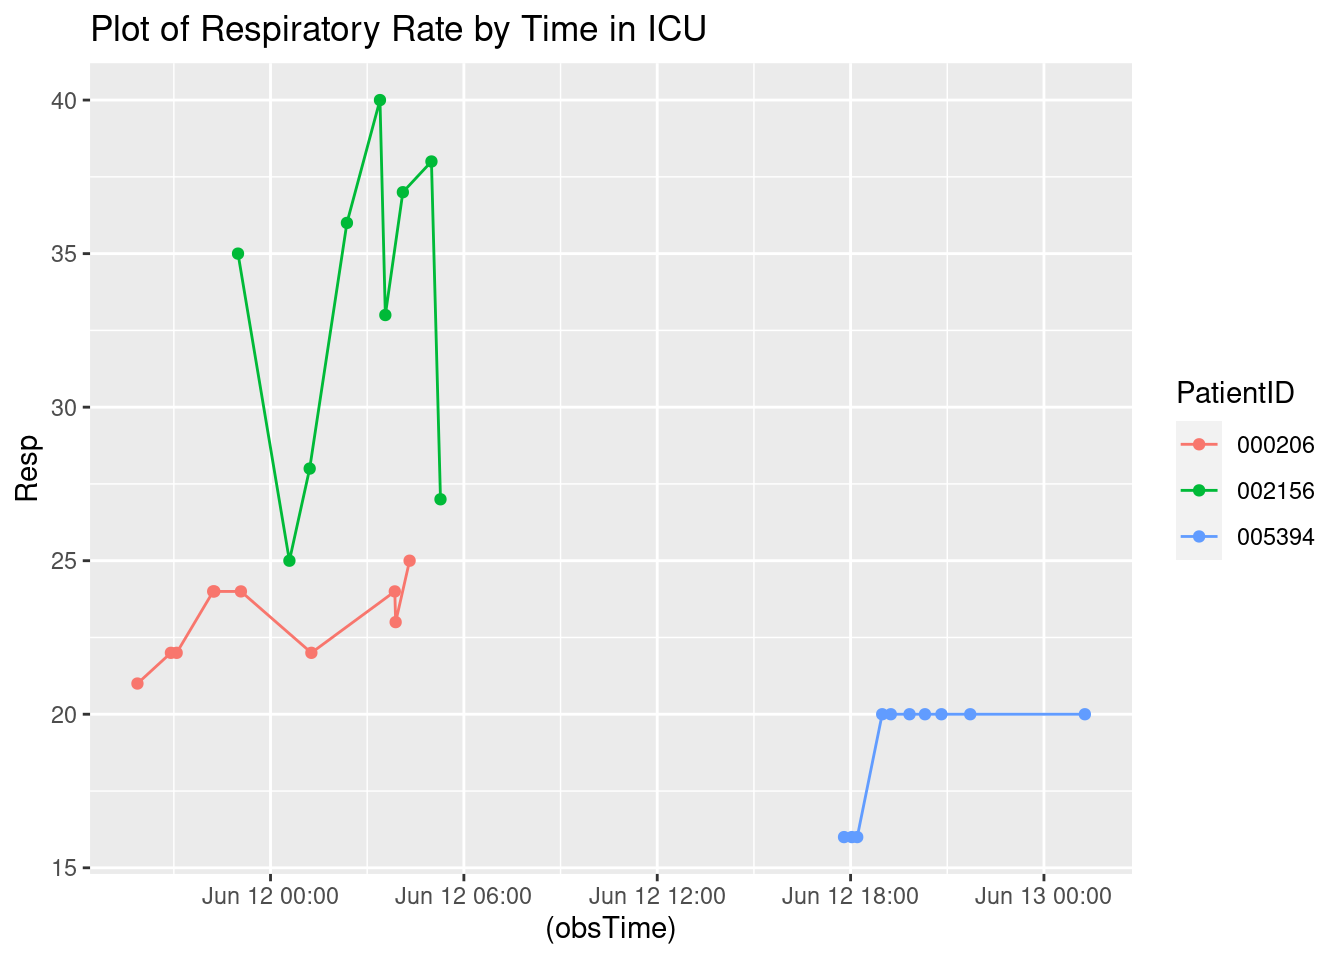 Plot of Respiratory Rate by Time in ICU
40
35
30
25
20
15
Resp
Jun 12 00:00
Jun 12 06:00
Jun 12 12:00
Jun 12 18:00
Jun 13 00:00
(obsTime)
PatientID
000206
002156
005394